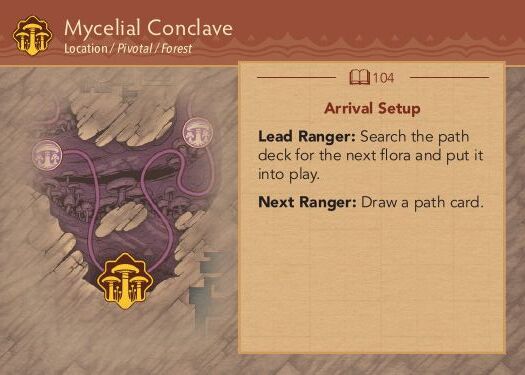 Mycelial Conclave
Location / Pivotal / Forest
104
Arrival Setup
Lead Ranger: Search the path
deck for the next flora and put it
into play.
Next Ranger: Draw a path card.